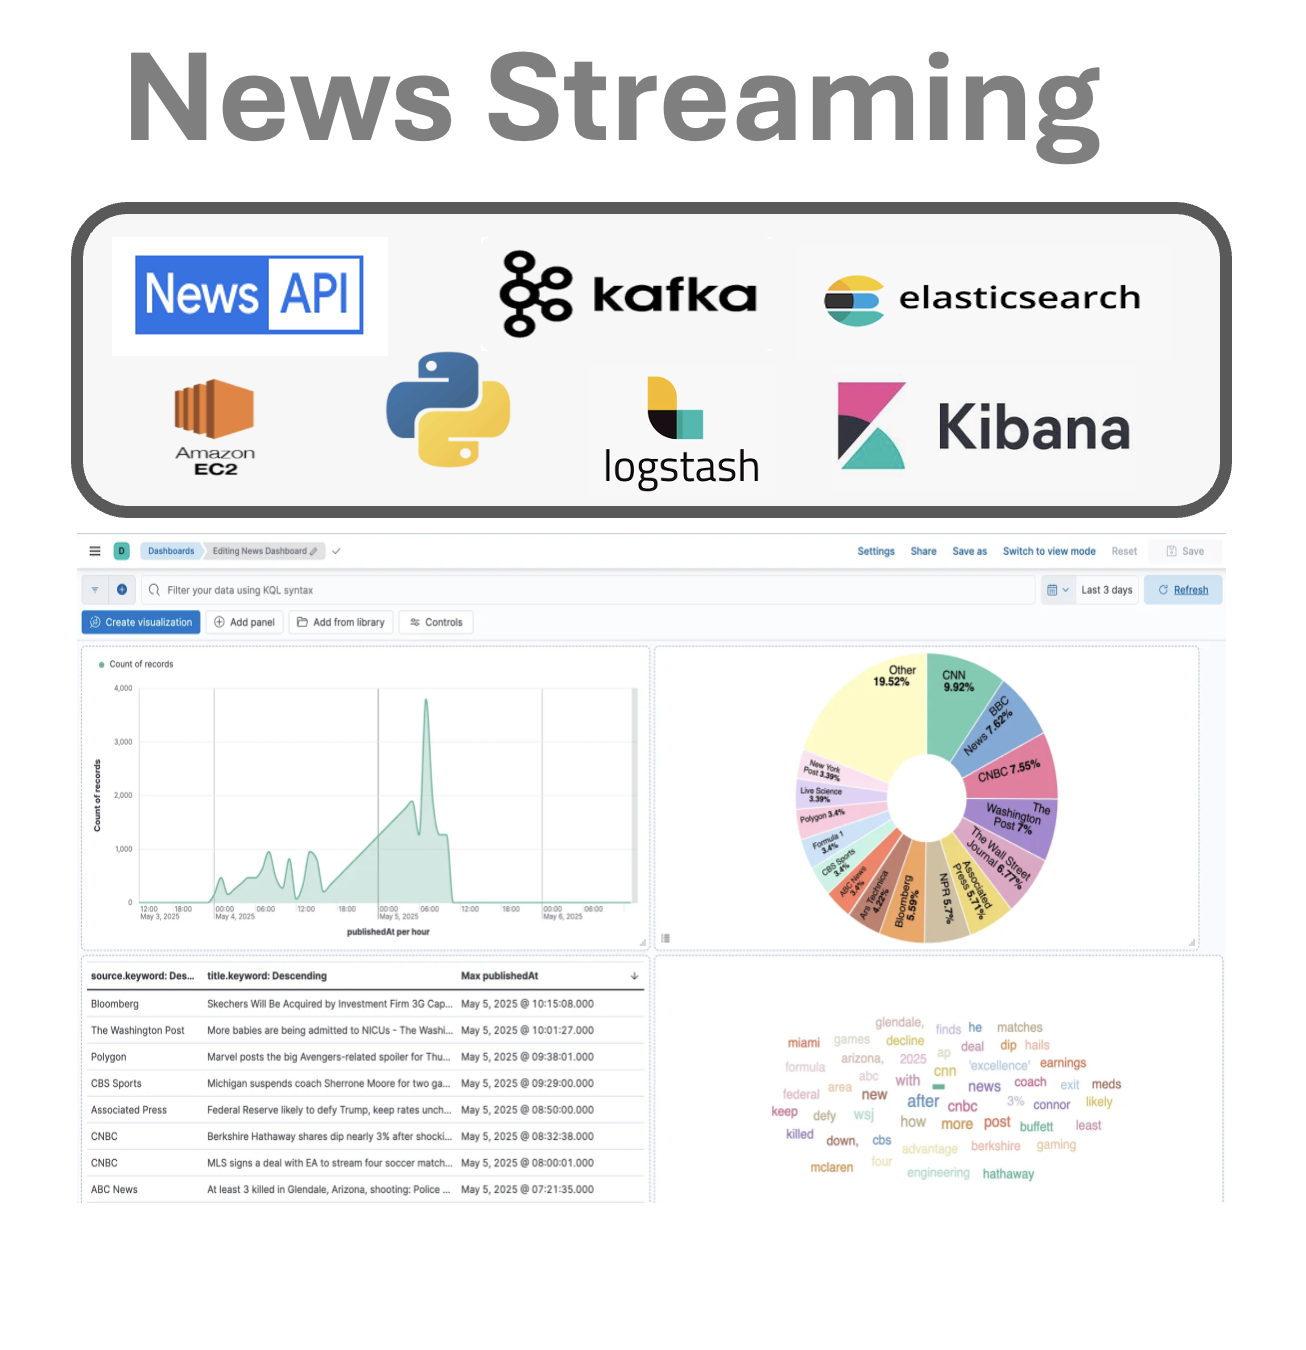 News Streaming
News API
kafka
elasticsearch
Amazon
EC2
logstash
Kibana
D Dashboards Editing News Dashboard
Settings Share Save as Switch to view mode Reset Save
Filter your data using KQL syntax
Last 3 days Refresh
Create visualization Add panel Add from library Controls
Count of records
4,000
3,000
2,000
1,000
0
Count of records
12:00 18:00 00:00 06:00 12:00 18:00 00:00 06:00 12:00 18:00 00:00 06:00
May 3, 2025 May 4, 2025 May 5, 2025 May 6, 2025
publishedAt per hour
Other
19.52%
CNN
9.92%
BBC
News 7.62%
CNBC 7.55%
The
Washington
Post 7%
The Wall Street
Journal 6.77%
Associated
Press 5.71%
NPR 5.7%
Bloomberg
5.59%
Ars Technica
4.22%
ABC News
3.4%
CBS Sports
3.4%
Formula 1
3.4%
Polygon 3.4%
Live Science
3.39%
New York
Post 3.39%
source.keyword: Des... title.keyword: Descending Max publishedAt
Bloomberg Skechers Will Be Acquired by Investment Firm 3G Cap... May 5, 2025 @ 10:15:08.000
The Washington Post More babies are being admitted to NICUs - The Washi... May 5, 2025 @ 10:01:27.000
Polygon Marvel posts the big Avengers-related spoiler for Thu... May 5, 2025 @ 09:38:01.000
CBS Sports Michigan suspends coach Sherrone Moore for two ga... May 5, 2025 @ 09:29:00.000
Associated Press Federal Reserve likely to defy Trump, keep rates unch... May 5, 2025 @ 08:50:00.000
CNBC Berkshire Hathaway shares dip nearly 3% after shocki... May 5, 2025 @ 08:32:38.000
CNBC MLS signs a deal with EA to stream four soccer match... May 5, 2025 @ 08:00:01.000
ABC News At least 3 killed in Glendale, Arizona, shooting: Police ... May 5, 2025 @ 07:21:35.000
glendale, finds he matches
miami games decline deal dip hails
formula arizona, 2025 ap 'excellence' earnings
abc with cnn
federal area new news coach exit meds
keep defy wsj after cnbc 3% connor likely
killed how more post buffett least
down, cbs advantage berkshire gaming
mclaren four engineering hathaway